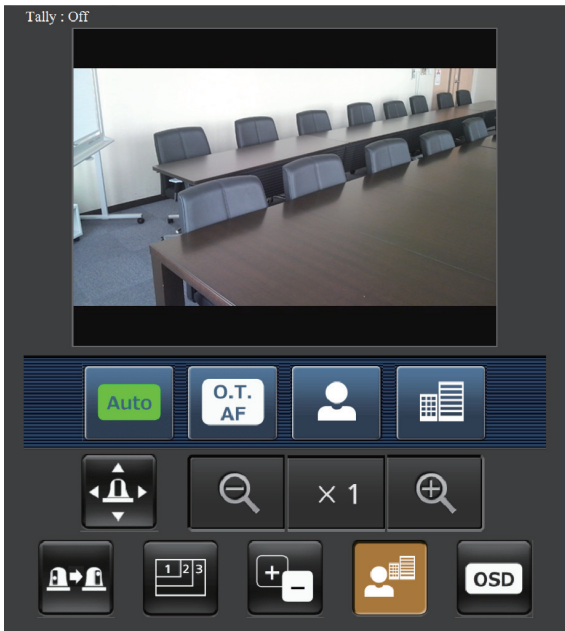 Tally : Off
Auto
O.T.
AF
× 1
1 2 3
+
−
OSD